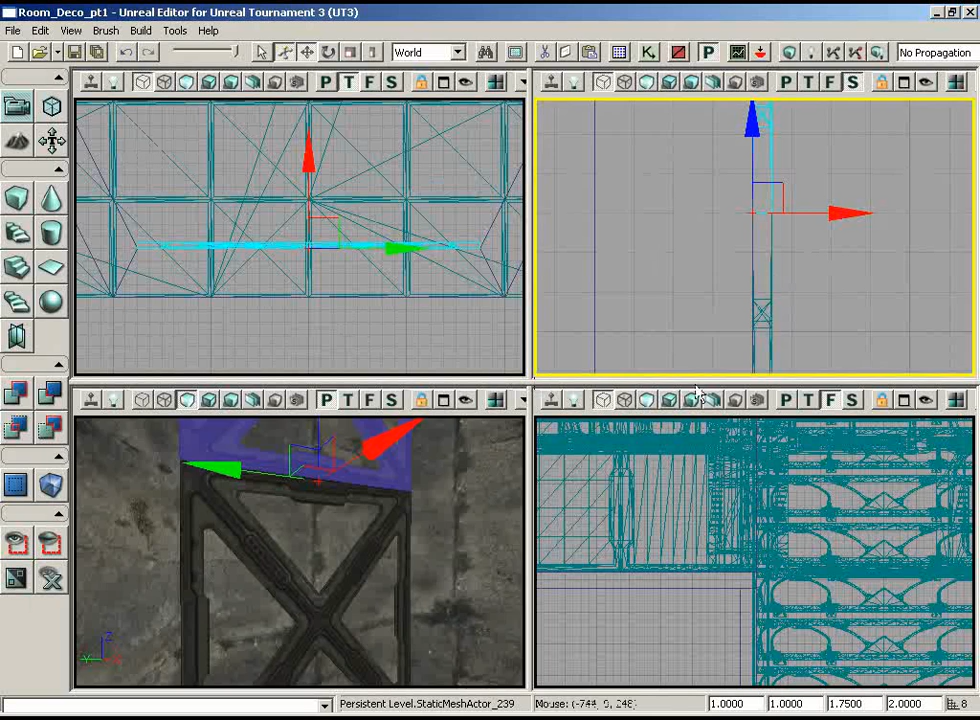 Room_Deco_pt1 - Unreal Editor for Unreal Tournament 3 (UT3)
File Edit View Brush Build Tools Help
World P No Propagation
P T F S
P T F S
P T F S
P T F S
Z
Y
Persistent Level.StaticMeshActor_239 1.0000 1.0000 1.7500 2.0000 8